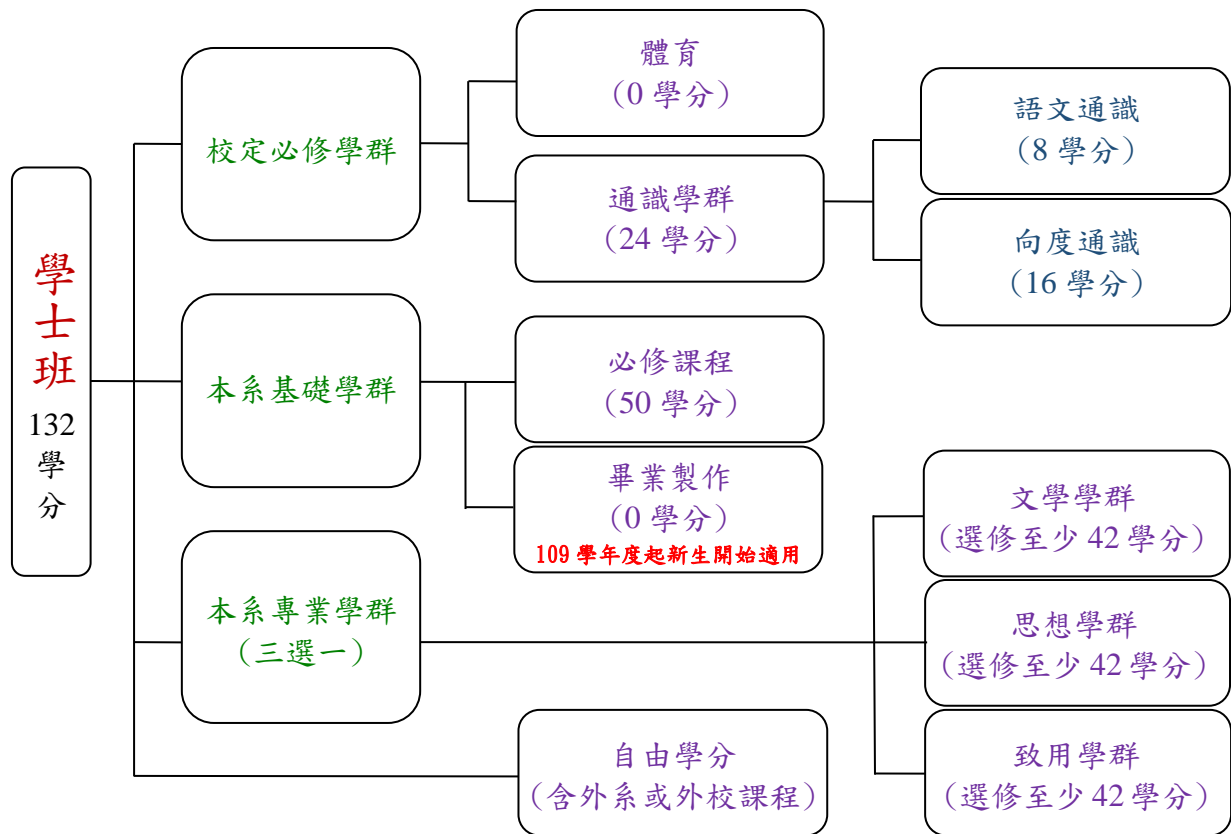 學
士
班
132
學
分
校定必修學群
體育
（0 學分）
通識學群
（24 學分）
語文通識
（8 學分）
向度通識
（16 學分）
本系基礎學群
必修課程
（50 學分）
畢業製作
（0 學分）
109 學年度起新生開始適用
本系專業學群
（三選一）
文學學群
（選修至少 42 學分）
思想學群
（選修至少 42 學分）
致用學群
（選修至少 42 學分）
自由學分
（含外系或外校課程）